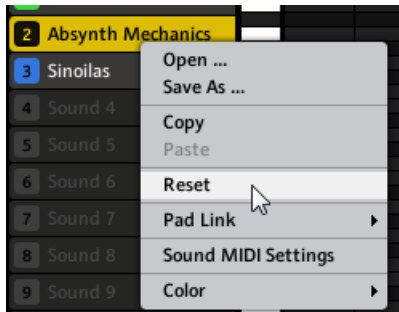 2 Absynth Mechanics
Open ...
3 Sinoilas
Save As ...
4 Sound 4
Copy
5 Sound 5
Paste
6 Sound 6
Reset
7 Sound 7
Pad Link
8 Sound 8
Sound MIDI Settings
9 Sound 9
Color